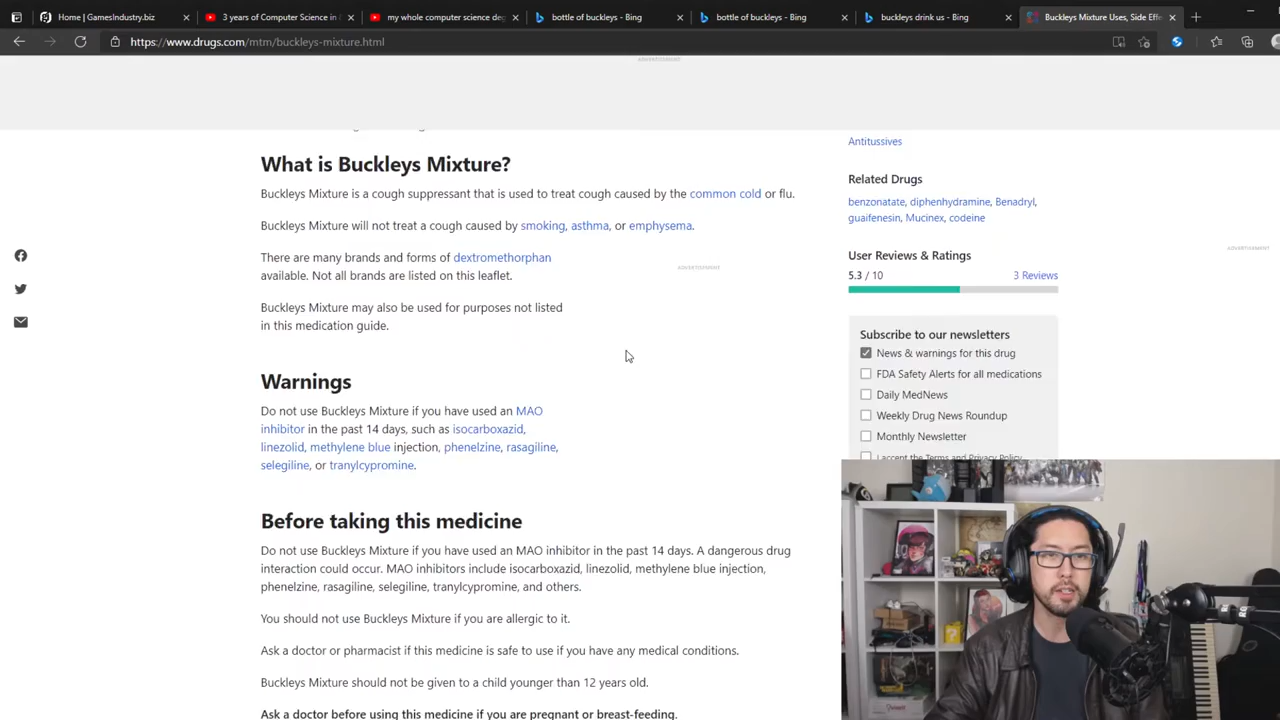 Home | GamesIndustry.biz
3 years of Computer Science in
my whole computer science deg
bottle of buckleys - Bing
bottle of buckleys - Bing
buckleys drink us - Bing
Buckleys Mixture Uses, Side Effe
https://www.drugs.com/mtm/buckleys-mixture.html
ADVERTISEMENT
Antitussives
What is Buckleys Mixture?
Buckleys Mixture is a cough suppressant that is used to treat cough caused by the common cold or flu.
Buckleys Mixture will not treat a cough caused by smoking, asthma, or emphysema.
There are many brands and forms of dextromethorphan
available. Not all brands are listed on this leaflet.
ADVERTISEMENT
Buckleys Mixture may also be used for purposes not listed
in this medication guide.
Warnings
Do not use Buckleys Mixture if you have used an MAO
inhibitor in the past 14 days, such as isocarboxazid,
linezolid, methylene blue injection, phenelzine, rasagiline,
selegiline, or tranylcypromine.
Before taking this medicine
Do not use Buckleys Mixture if you have used an MAO inhibitor in the past 14 days. A dangerous drug
interaction could occur. MAO inhibitors include isocarboxazid, linezolid, methylene blue injection,
phenelzine, rasagiline, selegiline, tranylcypromine, and others.
You should not use Buckleys Mixture if you are allergic to it.
Ask a doctor or pharmacist if this medicine is safe to use if you have any medical conditions.
Buckleys Mixture should not be given to a child younger than 12 years old.
Ask a doctor before using this medicine if you are pregnant or breast-feeding.
Related Drugs
benzonatate, diphenhydramine, Benadryl,
guaifenesin, Mucinex, codeine
ADVERTISEMENT
User Reviews & Ratings
5.3 / 10
3 Reviews
Subscribe to our newsletters
News & warnings for this drug
FDA Safety Alerts for all medications
Daily MedNews
Weekly Drug News Roundup
Monthly Newsletter
I accept the Terms and Privacy Policy